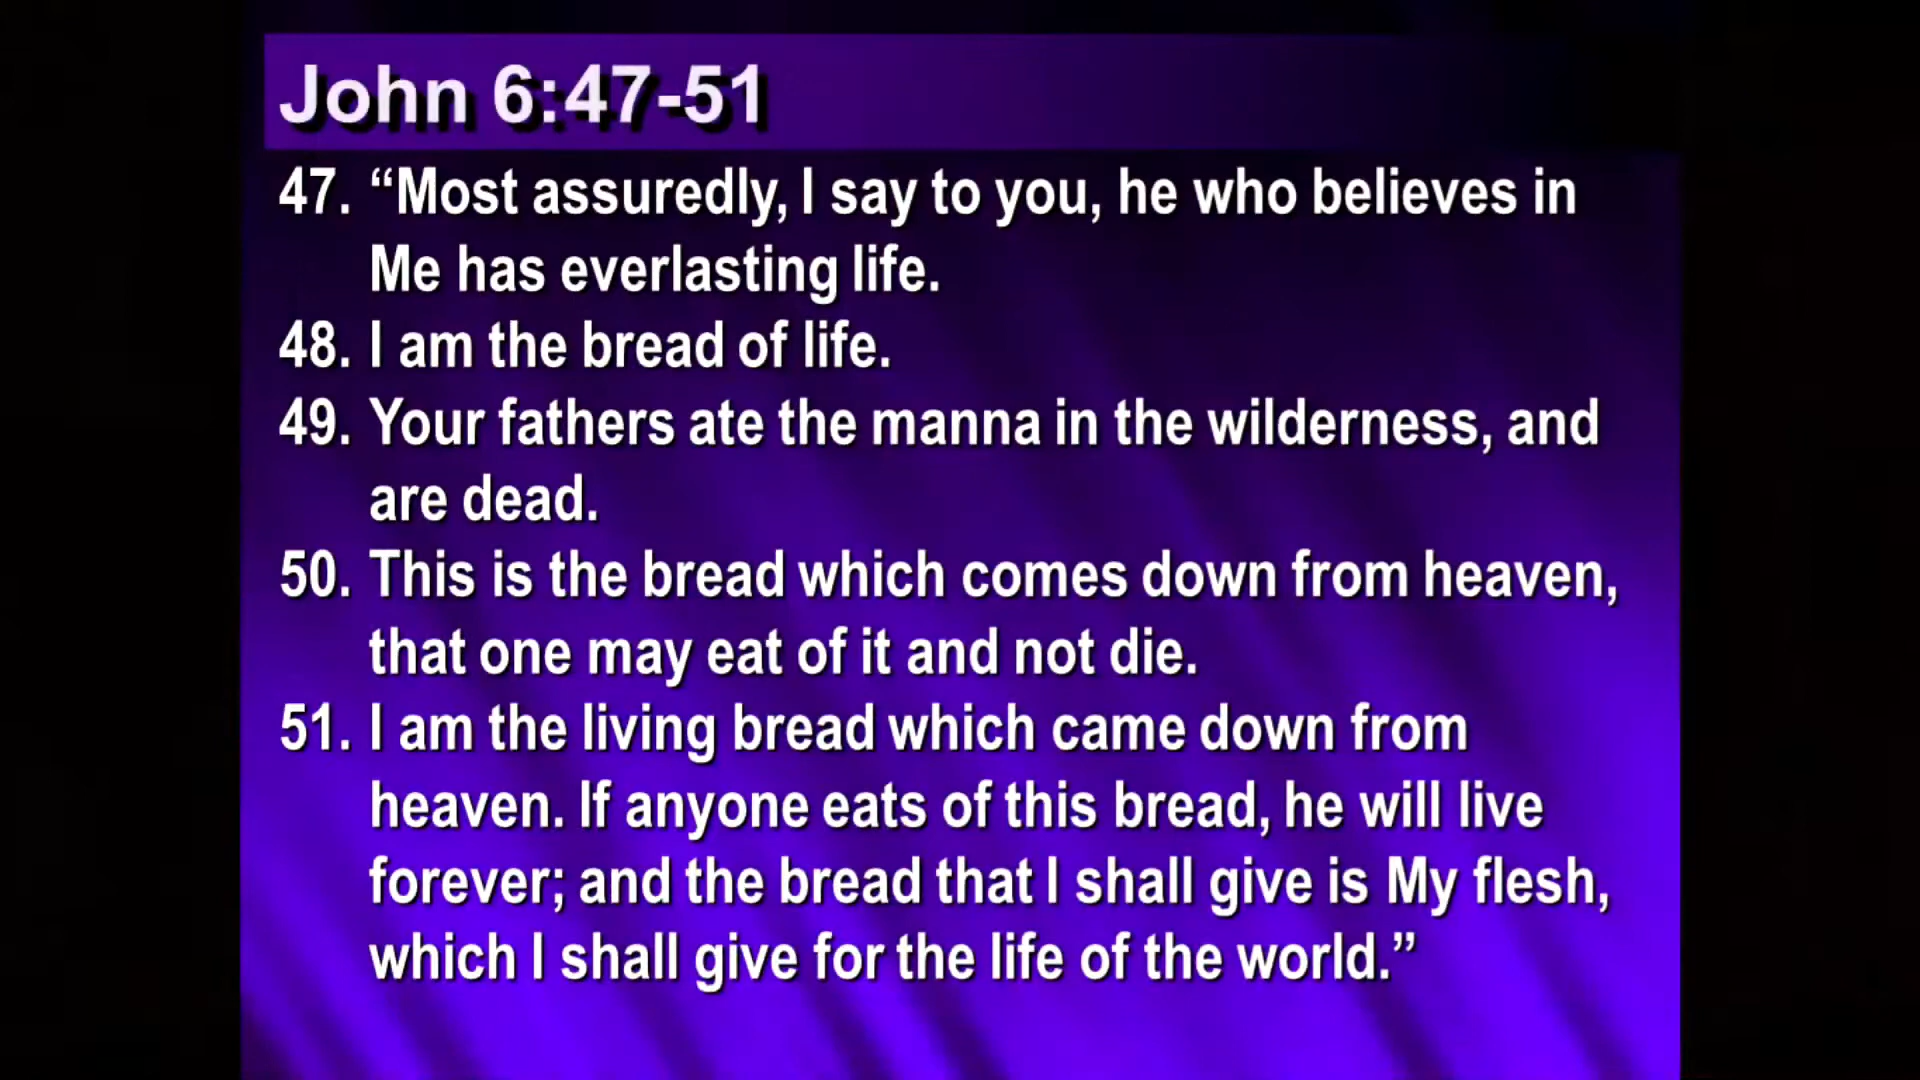 John 6:47-51
47. “Most assuredly, I say to you, he who believes in
Me has everlasting life.
48. I am the bread of life.
49. Your fathers ate the manna in the wilderness, and
are dead.
50. This is the bread which comes down from heaven,
that one may eat of it and not die.
51. I am the living bread which came down from
heaven. If anyone eats of this bread, he will live
forever; and the bread that I shall give is My flesh,
which I shall give for the life of the world.”